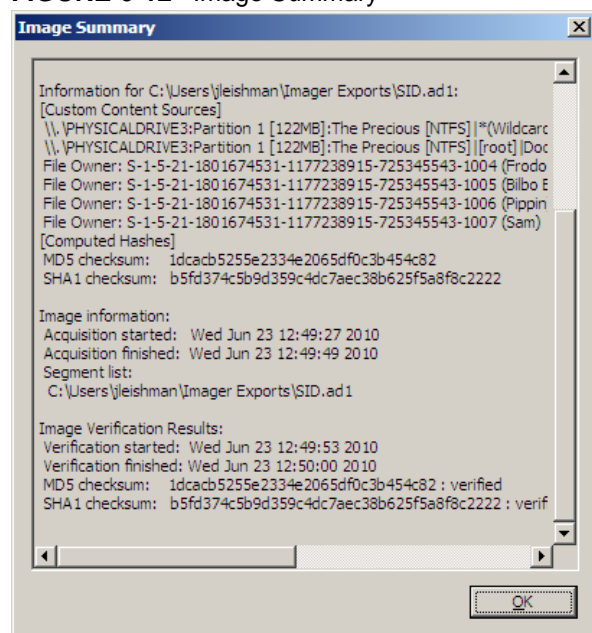 Image Summary
Image Summary
Information for C:\Users\jleishman\Imager Exports\SID.ad1:
[Custom Content Sources]
\\.\PHYSICALDRIVE3:Partition 1 [122MB]:The Precious [NTFS]|*(Wildcard
\\.\PHYSICALDRIVE3:Partition 1 [122MB]:The Precious [NTFS]|[root]|Doc
File Owner: S-1-5-21-1801674531-1177238915-725345543-1004 (Frodo
File Owner: S-1-5-21-1801674531-1177238915-725345543-1005 (Bilbo B
File Owner: S-1-5-21-1801674531-1177238915-725345543-1006 (Pippin
File Owner: S-1-5-21-1801674531-1177238915-725345543-1007 (Sam)
[Computed Hashes]
MD5 checksum: 1dcacb5255e2334e2065df0c3b454c82
SHA1 checksum: b5fd374c5b9d359c4dc7aec38b625f5a8f8c2222
Image information:
Acquisition started: Wed Jun 23 12:49:27 2010
Acquisition finished: Wed Jun 23 12:49:49 2010
Segment list:
C:\Users\jleishman\Imager Exports\SID.ad1
Image Verification Results:
Verification started: Wed Jun 23 12:49:53 2010
Verification finished: Wed Jun 23 12:50:00 2010
MD5 checksum: 1dcacb5255e2334e2065df0c3b454c82 : verified
SHA1 checksum: b5fd374c5b9d359c4dc7aec38b625f5a8f8c2222 : verif
OK